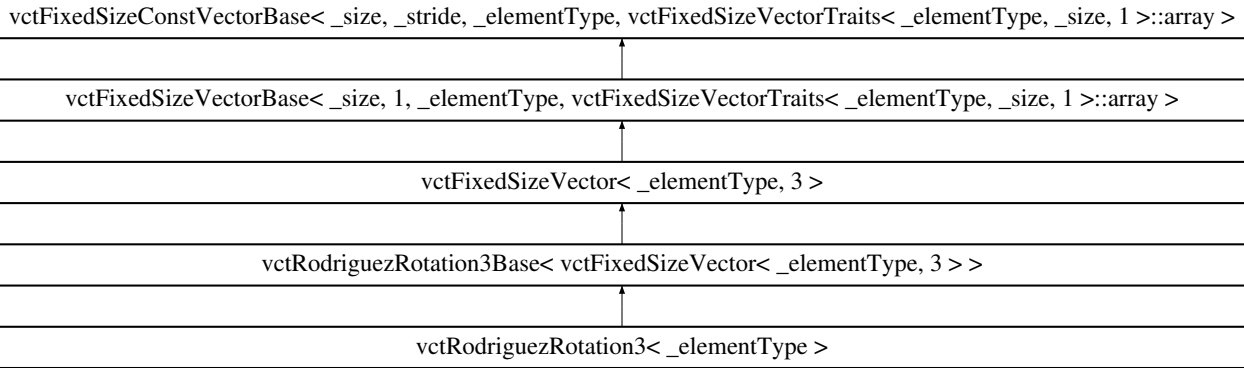 vctFixedSizeConstVectorBase< _size, _stride, _elementType, vctFixedSizeVectorTraits< _elementType, _size, 1 >::array >
vctFixedSizeVectorBase< _size, 1, _elementType, vctFixedSizeVectorTraits< _elementType, _size, 1 >::array >
vctFixedSizeVector< _elementType, 3 >
vctRodriguezRotation3Base< vctFixedSizeVector< _elementType, 3 > >
vctRodriguezRotation3< _elementType >